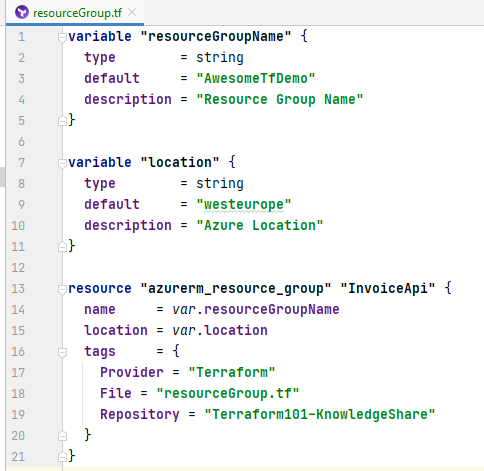 resourceGroup.tf
1 variable "resourceGroupName" {
2   type        = string
3   default     = "AwesomeTfDemo"
4   description = "Resource Group Name"
5 }
6
7 variable "location" {
8   type        = string
9   default     = "westeurope"
10   description = "Azure Location"
11 }
12
13 resource "azurerm_resource_group" "InvoiceApi" {
14   name     = var.resourceGroupName
15   location = var.location
16   tags     = {
17     Provider = "Terraform"
18     File = "resourceGroup.tf"
19     Repository = "Terraform101-KnowledgeShare"
20   }
21 }